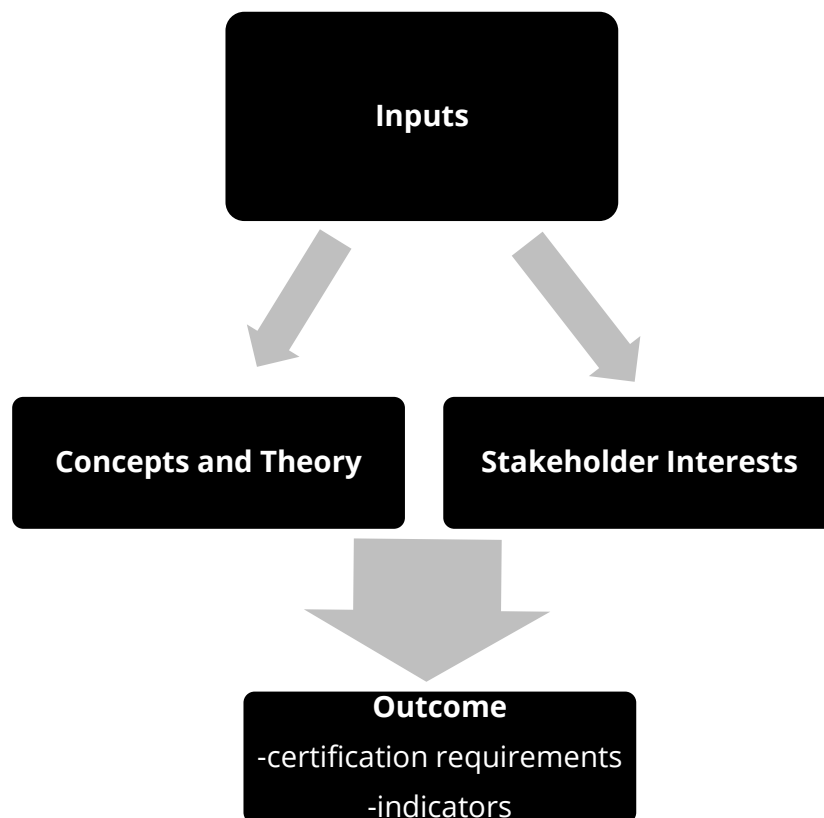 Inputs
Concepts and Theory
Stakeholder Interests
Outcome
-certification requirements
-indicators